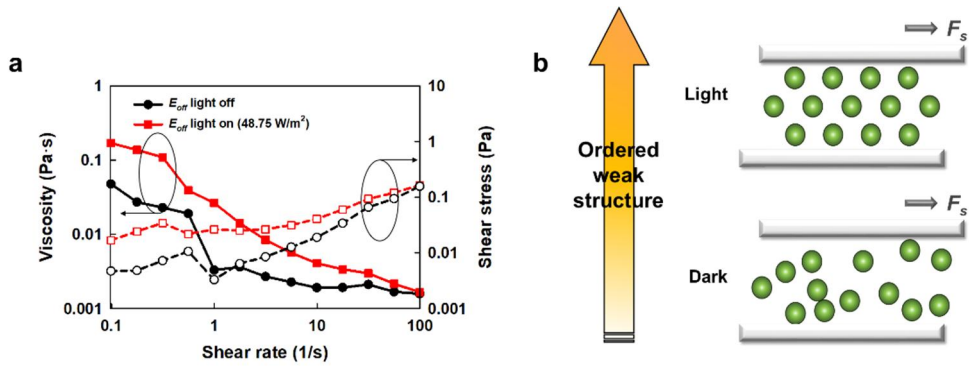 a
Viscosity (Pa·s)
1
0.1
0.01
0.001
E_off light off
E_off light on (48.75 W/m²)
10
1
0.1
0.01
0.001
Shear stress (Pa)
0.1
1
10
100
Shear rate (1/s)
b
Ordered
weak
structure
Light
F_s
Dark
F_s